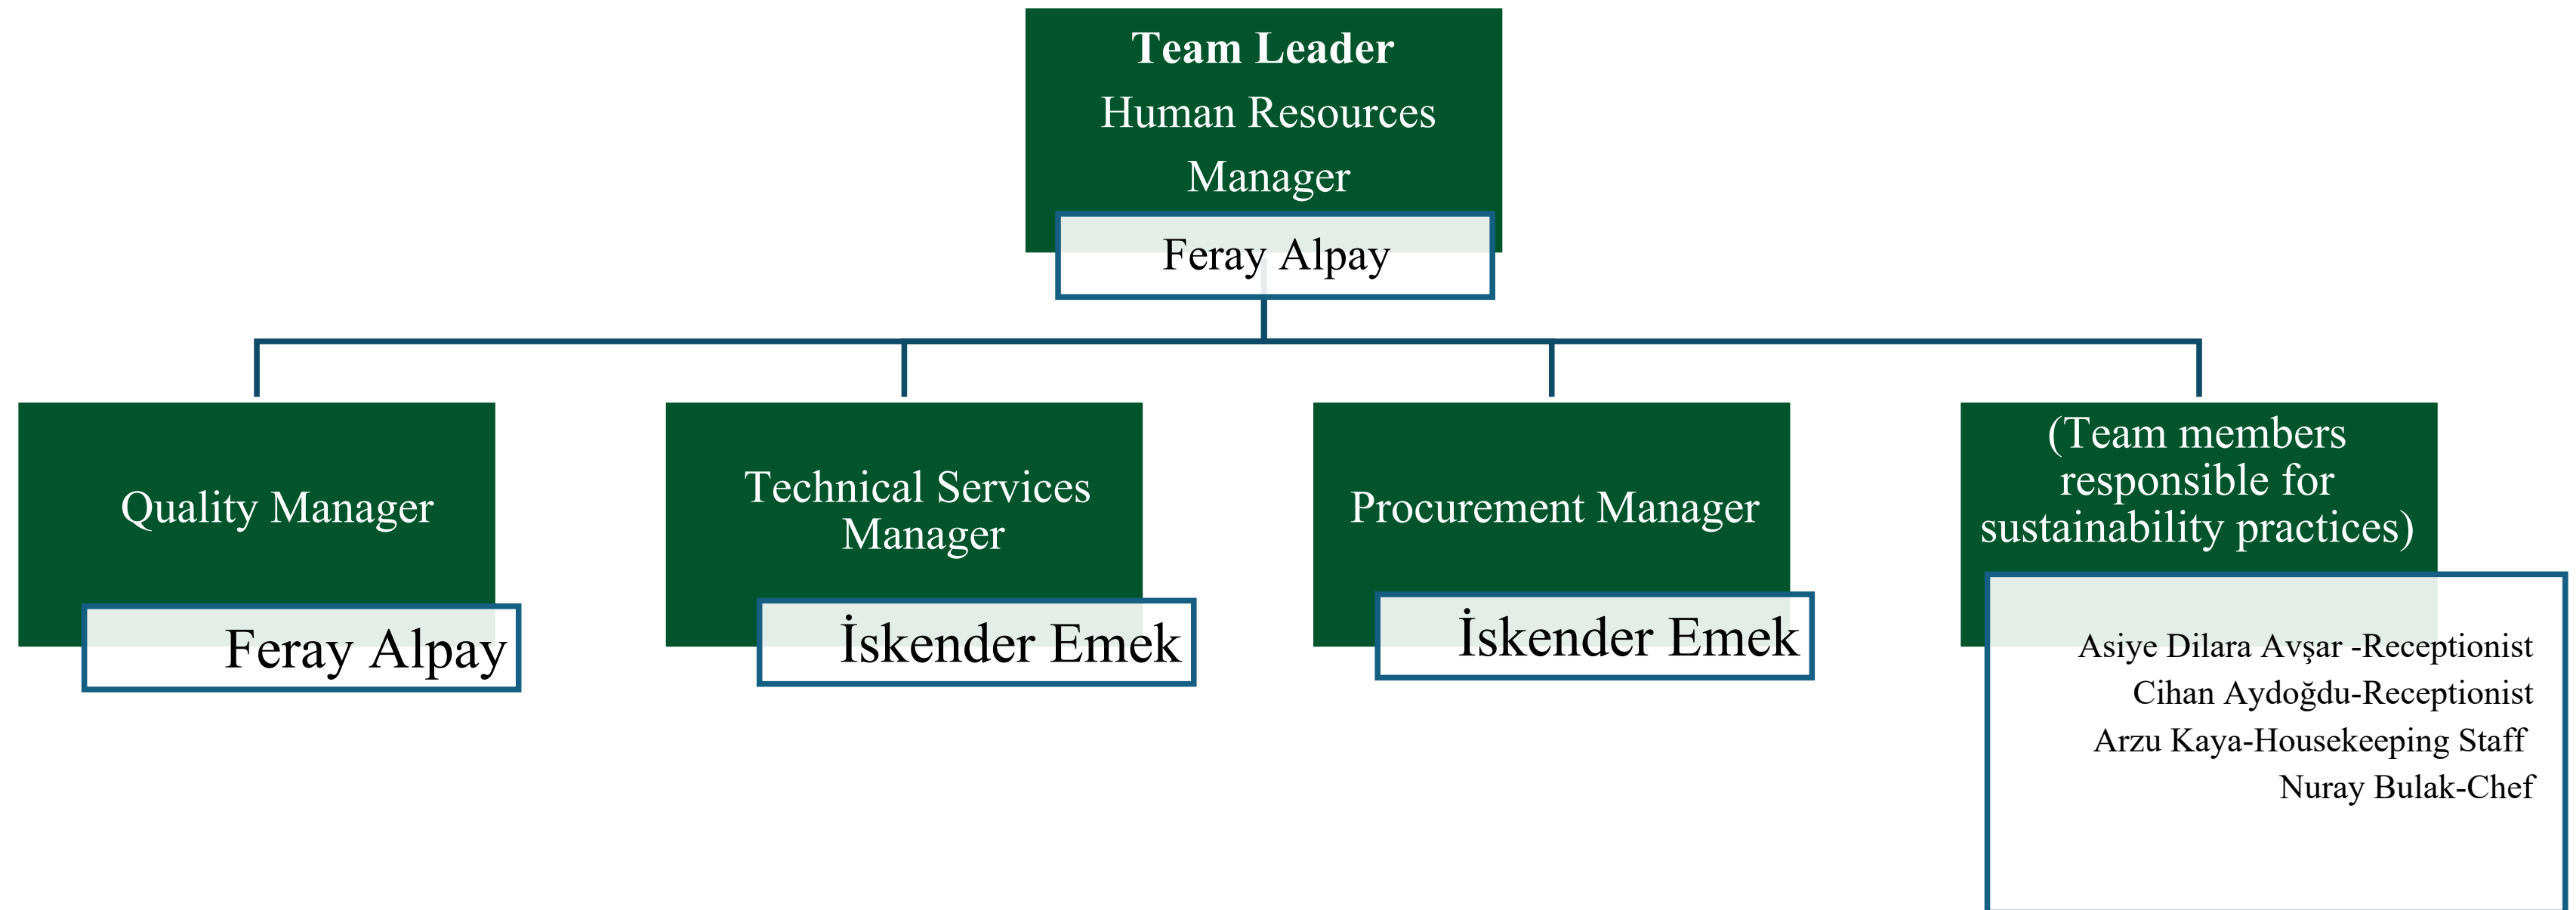 Team Leader
Human Resources
Manager
Feray Alpay
Quality Manager
Feray Alpay
Technical Services
Manager
İskender Emek
Procurement Manager
İskender Emek
(Team members
responsible for
sustainability practices)
Asiye Dilara Avşar -Receptionist
Cihan Aydoğdu-Receptionist
Arzu Kaya-Housekeeping Staff
Nuray Bulak-Chef